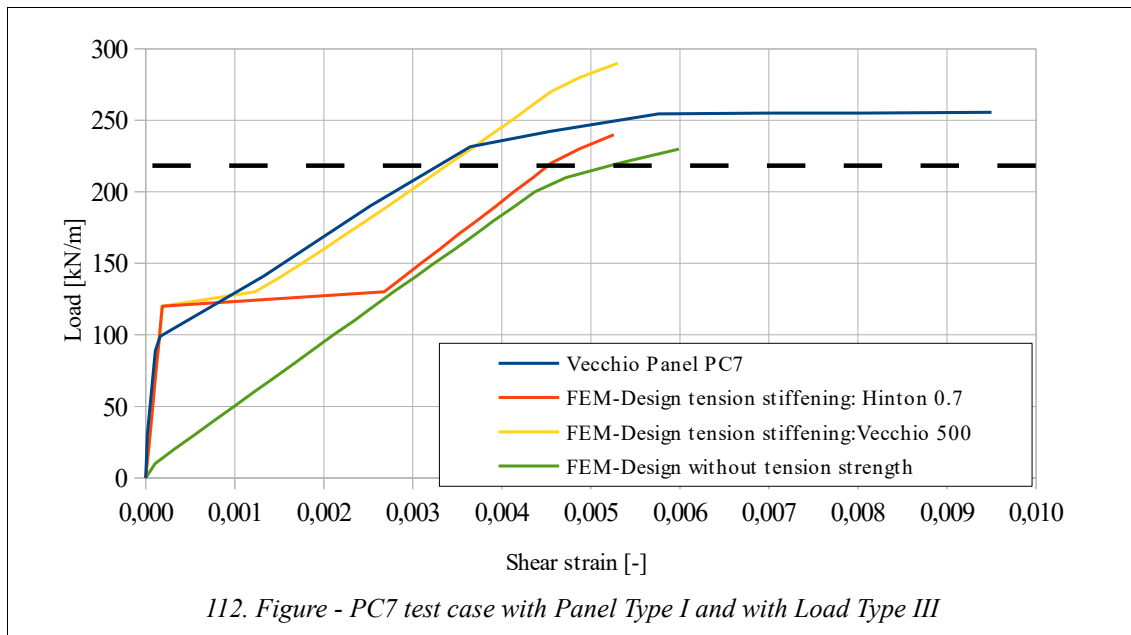 300
250
200
150
100
50
0
Load [kN/m]
Vecchio Panel PC7
FEM-Design tension stiffening: Hinton 0.7
FEM-Design tension stiffening:Vecchio 500
FEM-Design without tension strength
0,000 0,001 0,002 0,003 0,004 0,005 0,006 0,007 0,008 0,009 0,010
Shear strain [-]
112. Figure - PC7 test case with Panel Type I and with Load Type III